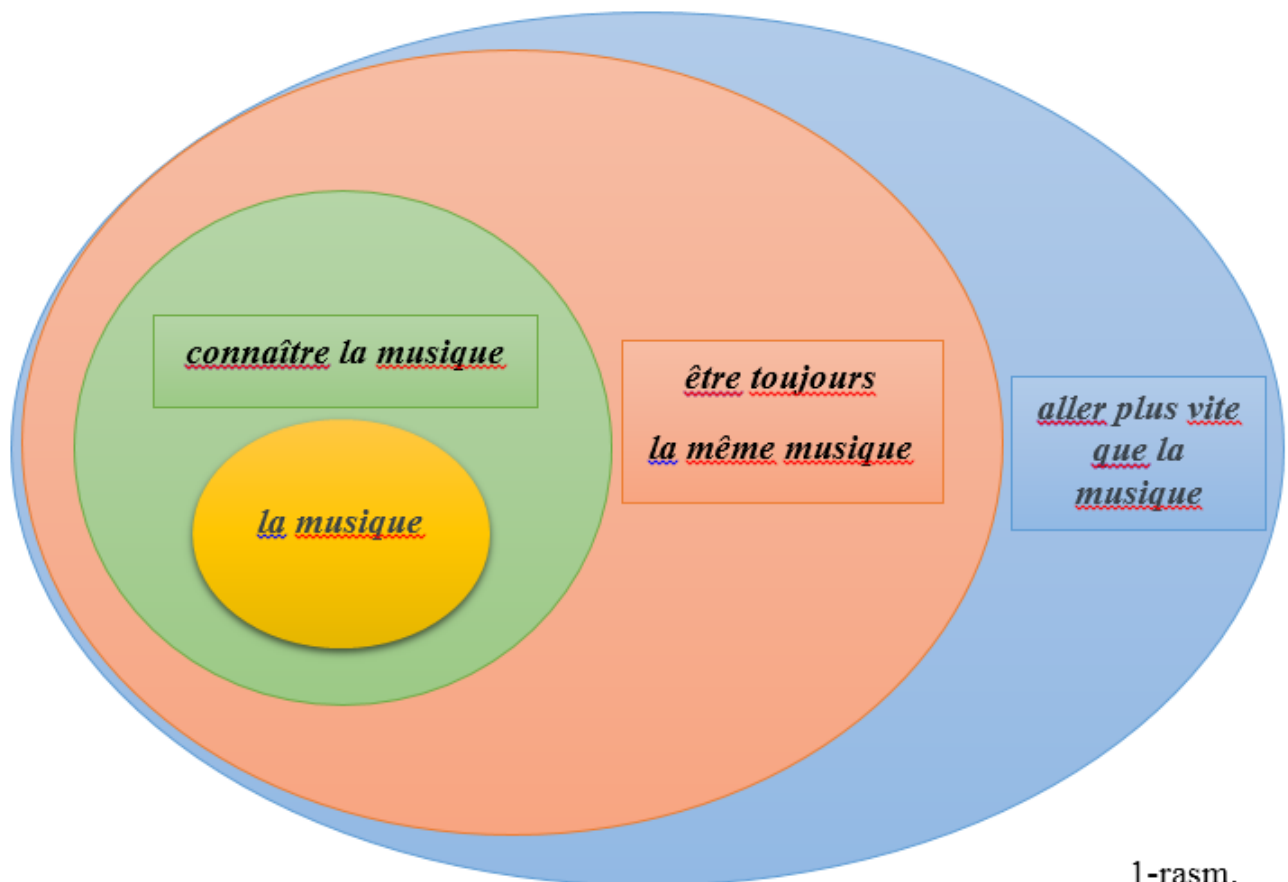 connaître la musique
la musique
être toujours
la même musique
aller plus vite
que la
musique
1-rasm.